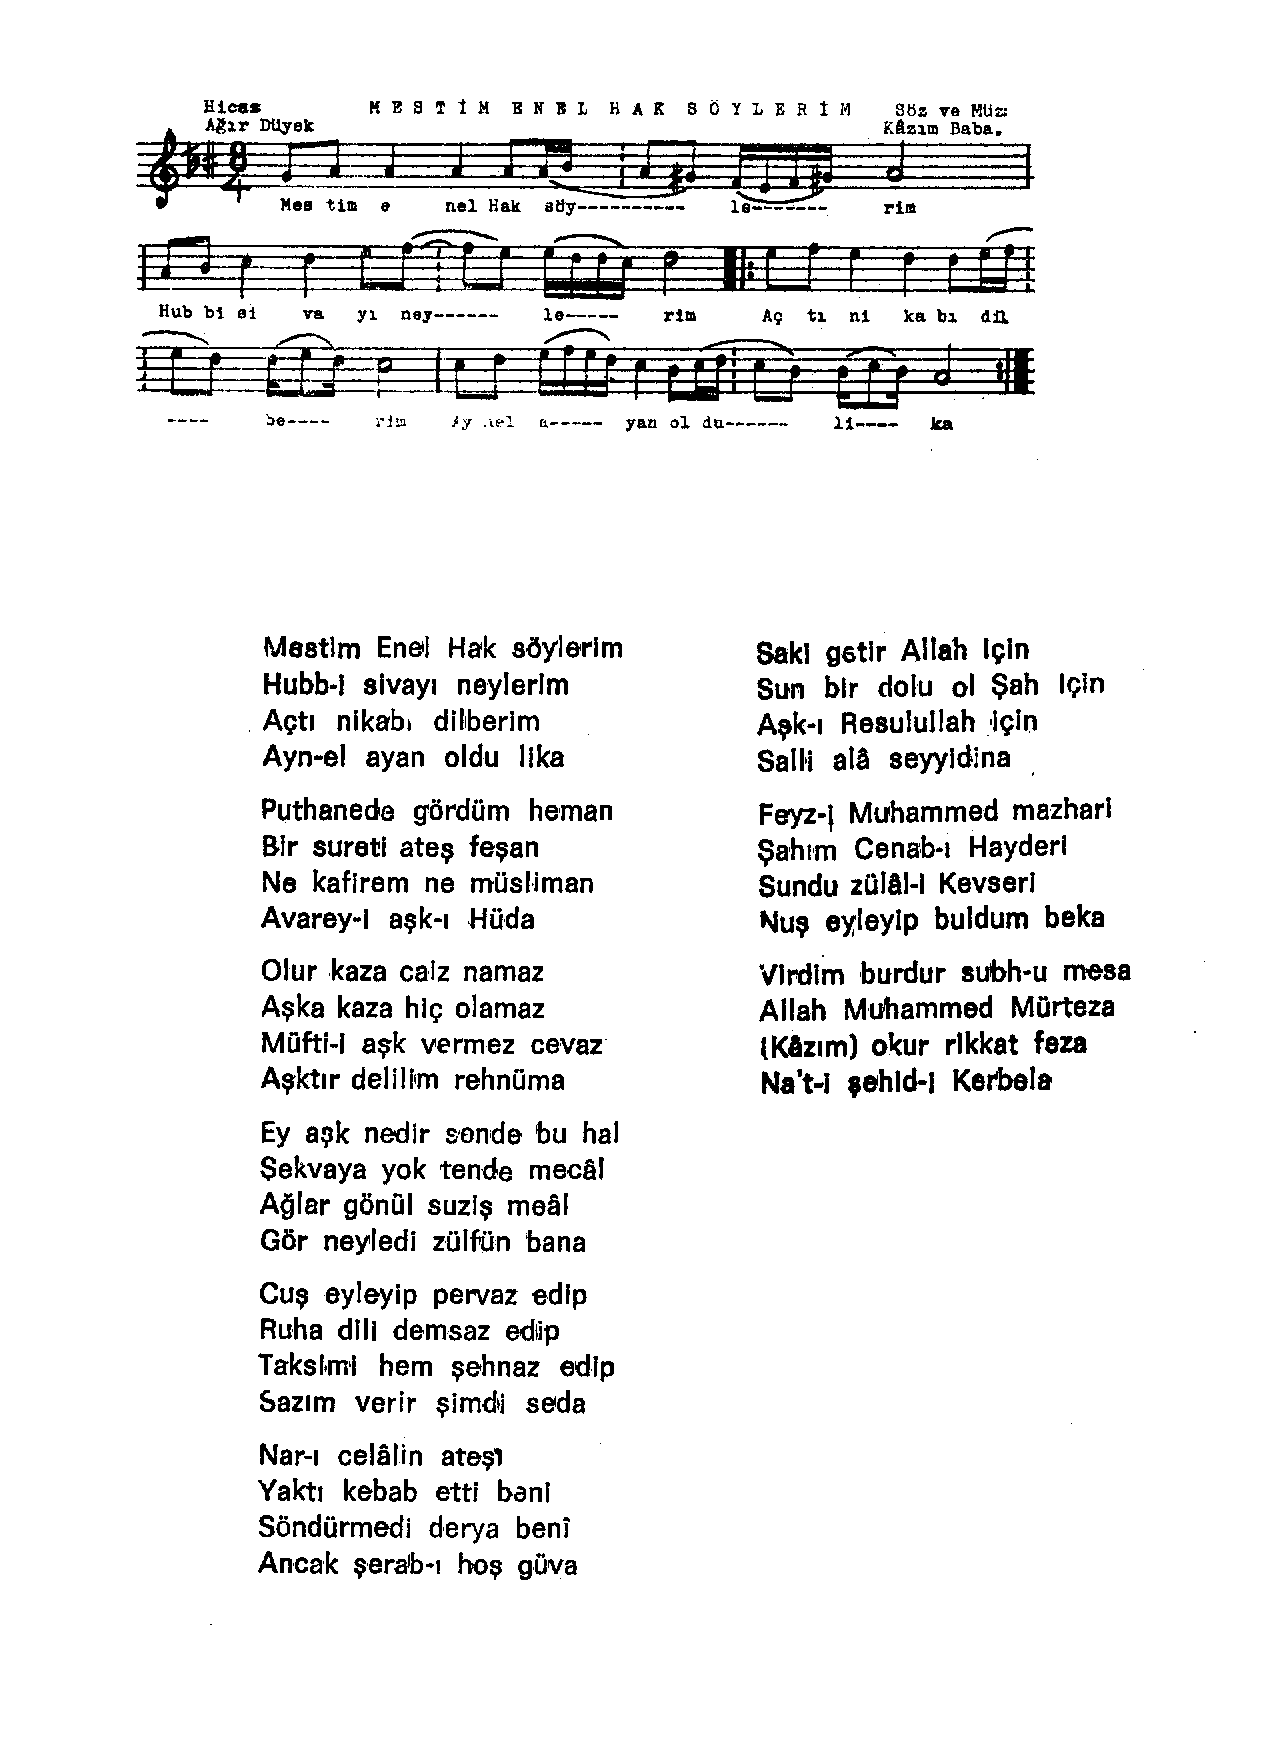 Hicas MESTİM ENEL HAK SÖYLERİM Söz ve Müz:
Ağır Düyek Kâzım Baba.
8
4
Mes tim e nel Hak söy---------- le------- rim
Hub bi si va yı ney------ le----- rim Aç tı ni ka bı dil
---- be---- rim Ay nel a----- yan ol du------ li---- ka
Mestim Enel Hak söylerim
Hubb-i sivayı neylerim
Açtı nikabı dilberim
Ayn-el ayan oldu lika
Puthanede gördüm heman
Bir sureti ateş feşan
Ne kafirem ne müsliman
Avarey-i aşk-ı Hüda
Olur kaza caiz namaz
Aşka kaza hiç olamaz
Müfti-i aşk vermez cevaz
Aşktır delilim rehnüma
Ey aşk nedir sende bu hal
Şekvaya yok tende mecâl
Ağlar gönül suziş meâl
Gör neyledi zülfün bana
Cuş eyleyip pervaz edip
Ruha dili demsaz edip
Taksimi hem şehnaz edip
Sazım verir şimdi seda
Nar-ı celâlin ateşi
Yaktı kebab etti beni
Söndürmedi derya beni
Ancak şerab-ı hoş güva
Saki getir Allah için
Sun bir dolu ol Şah için
Aşk-ı Resulullah için
Salli alâ seyyidina
Feyz-i Muhammed mazhari
Şahım Cenab-ı Hayderi
Sundu zülâl-i Kevseri
Nuş eyleyip buldum beka
Virdim burdur subh-u mesa
Allah Muhammed Mürteza
(Kâzım) okur rikkat feza
Na't-i şehid-i Kerbela